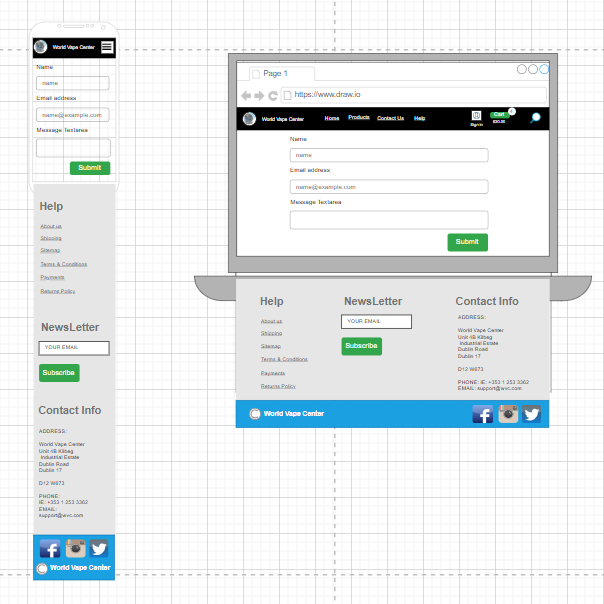 World Vape Center
Name
name
Email address
name@example.com
Message Textarea
Submit
Help
About us
Shipping
Sitemap
Terms & Conditions
Payments
Returns Policy
NewsLetter
YOUR EMAIL
Subscribe
Contact Info
ADDRESS:
World Vape Center
Unit 4B Kilbeg
Industrial Estate
Dublin Road
Dublin 17
D12 W673
PHONE:
IE: +353 1 253 3362
EMAIL:
support@wvc.com
World Vape Center
Page 1
https://www.draw.io
World Vape Center Home Products Contact Us Help Sign in Cart
$00.00
Name
name
Email address
name@example.com
Message Textarea
Submit
Help
About us
Shipping
Sitemap
Terms & Conditions
Payments
Returns Policy
NewsLetter
YOUR EMAIL
Subscribe
Contact Info
ADDRESS:
World Vape Center
Unit 4B Kilbeg
Industrial Estate
Dublin Road
Dublin 17
D12 W673
PHONE: IE: +353 1 253 3362
EMAIL: support@wvc.com
World Vape Center